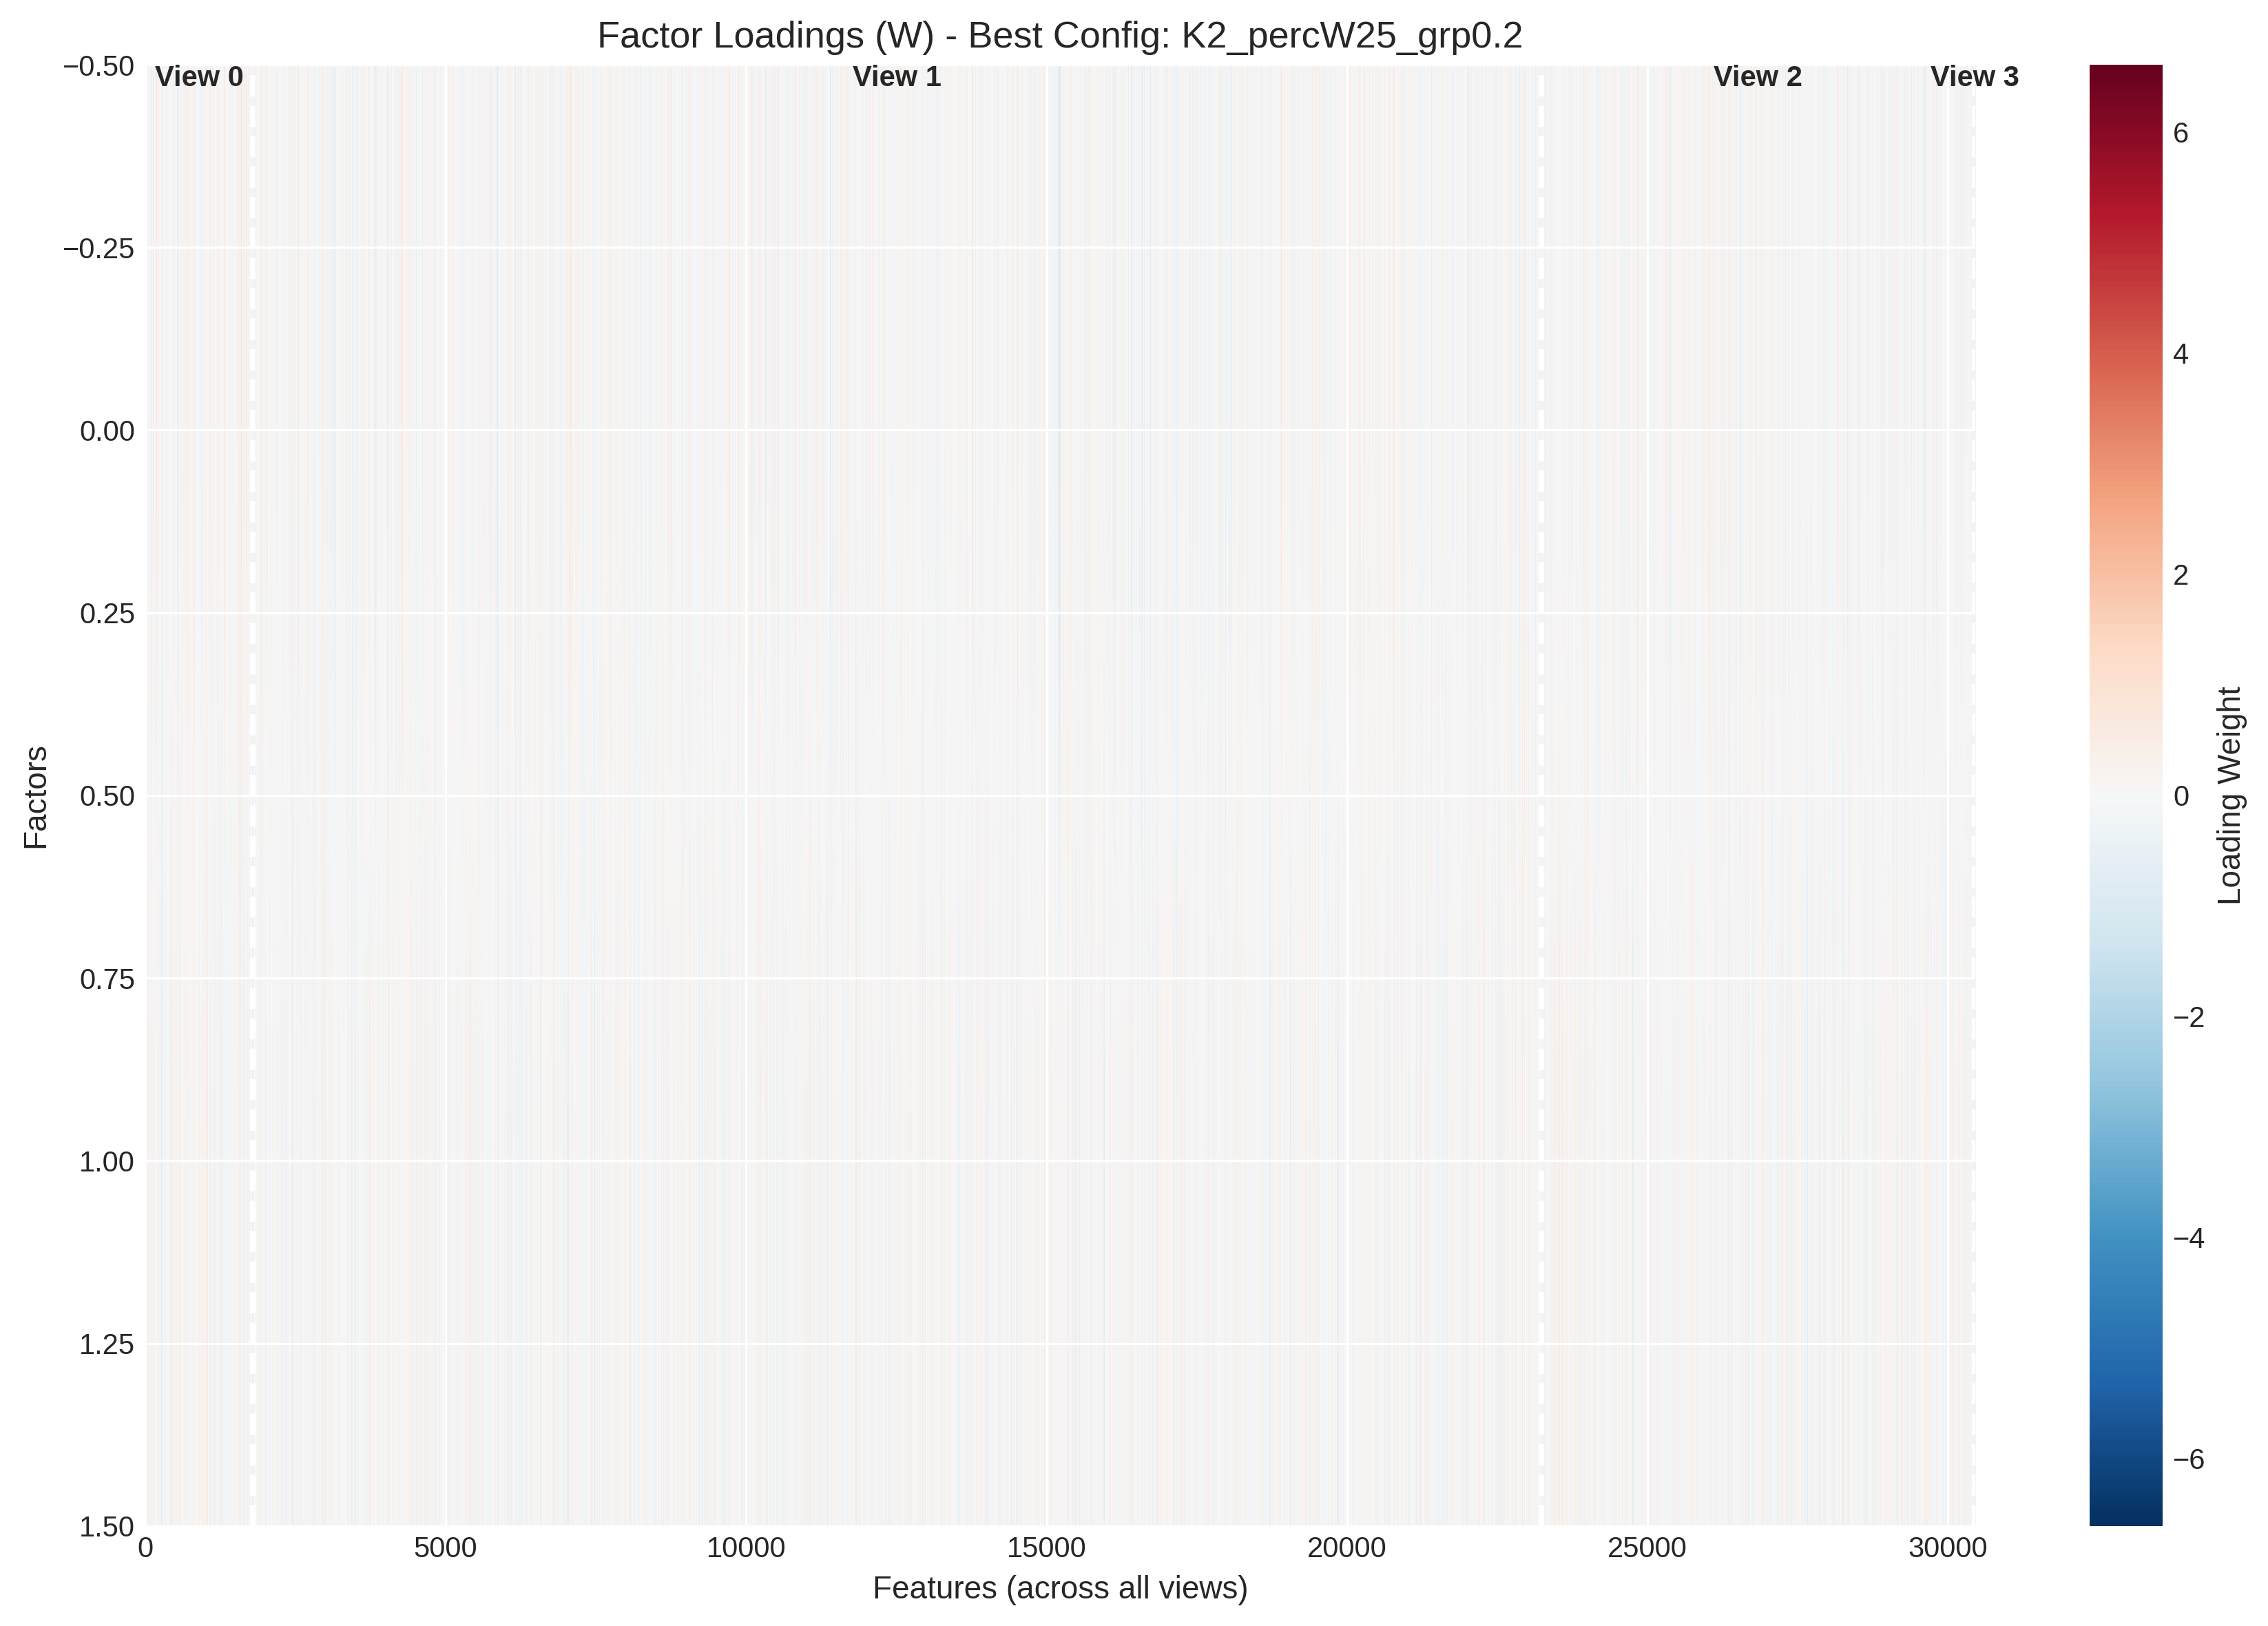 Factor Loadings (W) - Best Config: K2_percW25_grp0.2
View 0 View 1 View 2 View 3
−0.50
−0.25
0.00
0.25
0.50
0.75
1.00
1.25
1.50
Factors
0 5000 10000 15000 20000 25000 30000
Features (across all views)
6
4
2
0
−2
−4
−6
Loading Weight